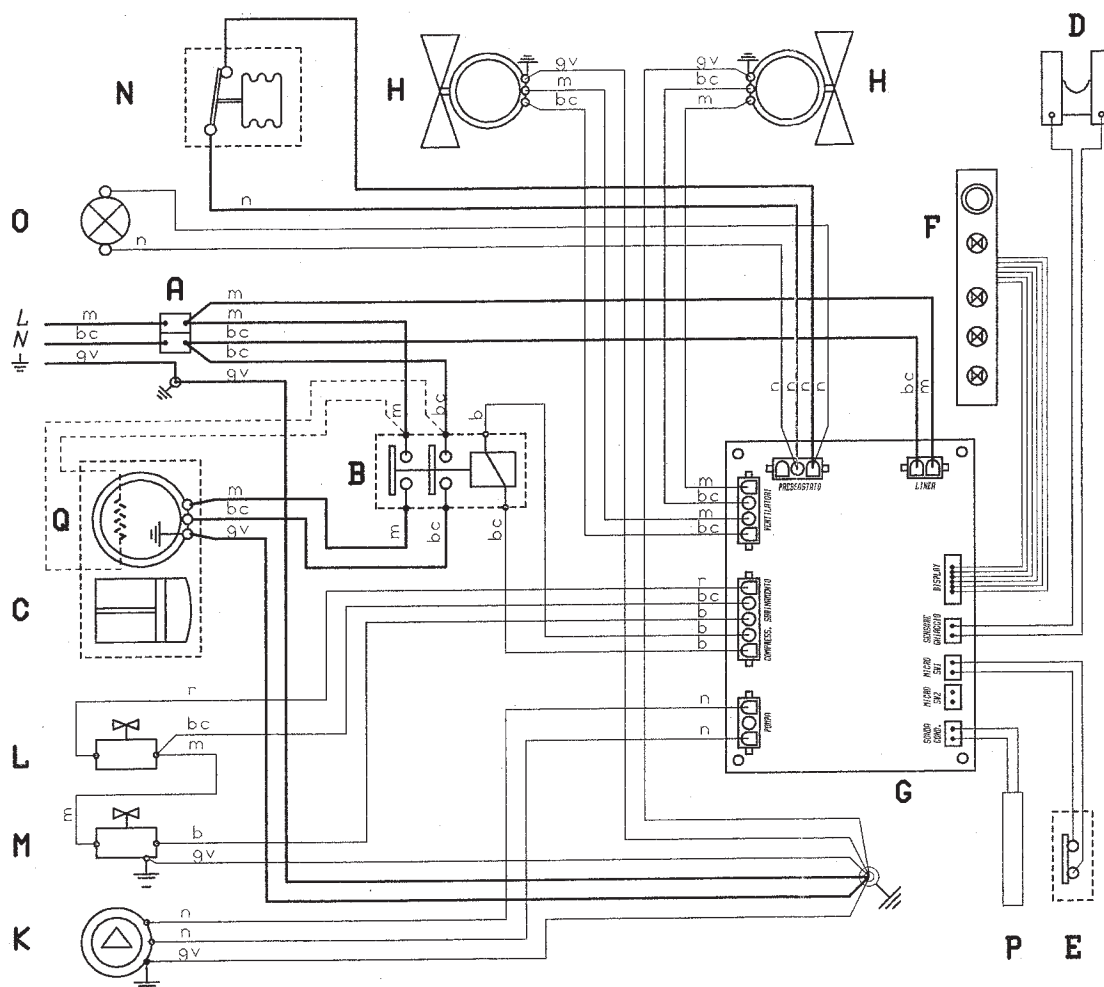 D
N
H
H
gv
m
bc
gv
bc
m
n
O
F
n
A
L
m
m
m
N
bc
bc
bc
gv
gv
n
n
n
n
bc
m
m
bc
b
B
PRESSOSTATO
LINEA
Q
m
bc
gv
m
bc
bc
m
bc
m
bc
VENTILATORI
DISPLAY
C
r
bc
b
b
b
COMPRESS. SBRINAMENTO
SENSORE
GHIACCIO
MICRO
SW1
MICRO
SW2
r
n
n
POMPA
SONDA
COND.
bc
m
L
G
m
b
gv
M
n
n
gv
K
P
E